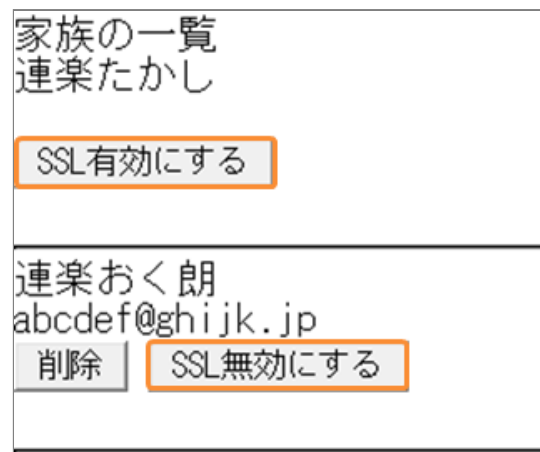 家族の一覧
連楽たかし
SSL有効にする
連楽おく朗
abcdef@ghijk.jp
削除 SSL無効にする